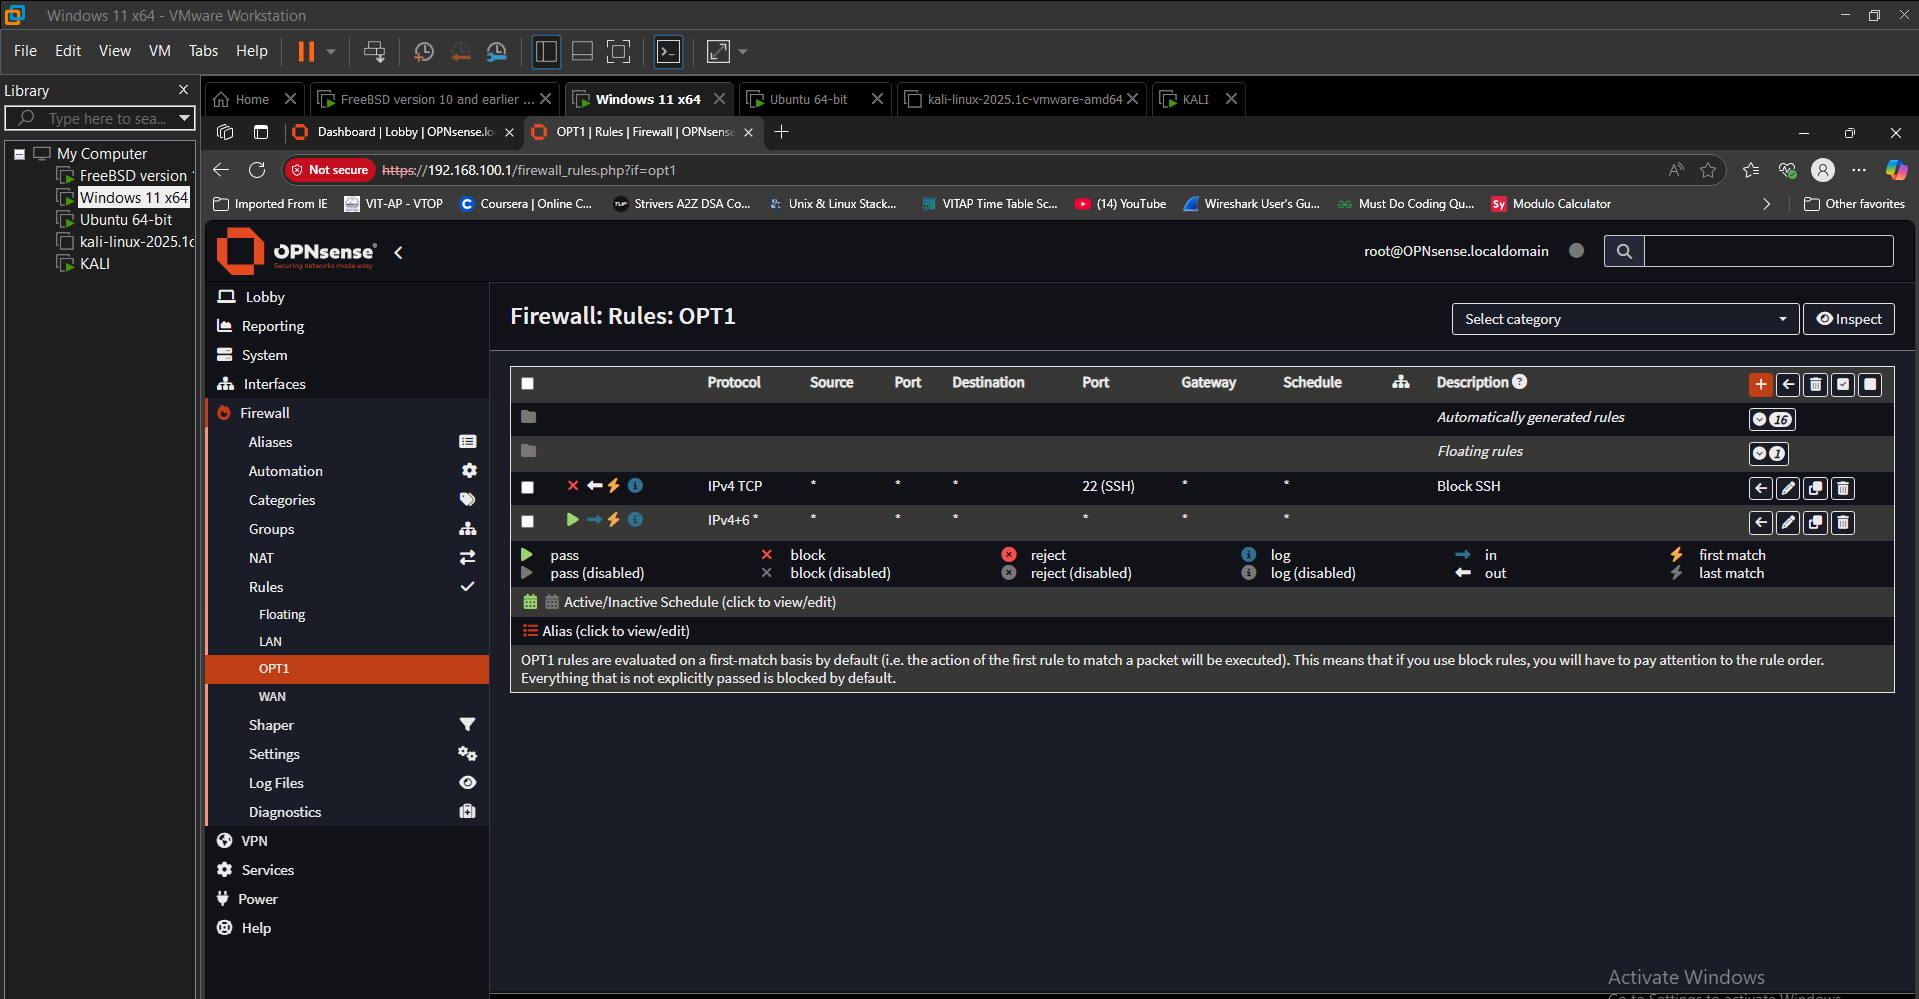 Windows 11 x64 - VMware Workstation
File Edit View VM Tabs Help
Library
Type here to sea...
My Computer
FreeBSD version
Windows 11 x64
Ubuntu 64-bit
kali-linux-2025.1c
KALI
Home FreeBSD version 10 and earlier ... Windows 11 x64 Ubuntu 64-bit kali-linux-2025.1c-vmware-amd64 KALI
Dashboard | Lobby | OPNsense.lo OPT1 | Rules | Firewall | OPNsense
Not secure https://192.168.100.1/firewall_rules.php?if=opt1
Imported From IE VIT-AP - VTOP Coursera | Online C... Strivers A2Z DSA Co... Unix & Linux Stack... VITAP Time Table Sc... (14) YouTube Wireshark User's Gu... Must Do Coding Qu... Sy Modulo Calculator Other favorites
OPNsense®
Securing networks made easy
root@OPNsense.localdomain
Lobby
Reporting
System
Interfaces
Firewall
Aliases
Automation
Categories
Groups
NAT
Rules
Floating
LAN
OPT1
WAN
Shaper
Settings
Log Files
Diagnostics
VPN
Services
Power
Help
Firewall: Rules: OPT1
Select category
Inspect
Protocol Source Port Destination Port Gateway Schedule Description
Automatically generated rules 16
Floating rules 1
IPv4 TCP * * * 22 (SSH) * * Block SSH
IPv4+6 * * * * * * *
pass block reject log in first match
pass (disabled) block (disabled) reject (disabled) log (disabled) out last match
Active/Inactive Schedule (click to view/edit)
Alias (click to view/edit)
OPT1 rules are evaluated on a first-match basis by default (i.e. the action of the first rule to match a packet will be executed). This means that if you use block rules, you will have to pay attention to the rule order.
Everything that is not explicitly passed is blocked by default.
Activate Windows
Go to Settings to activate Windows.